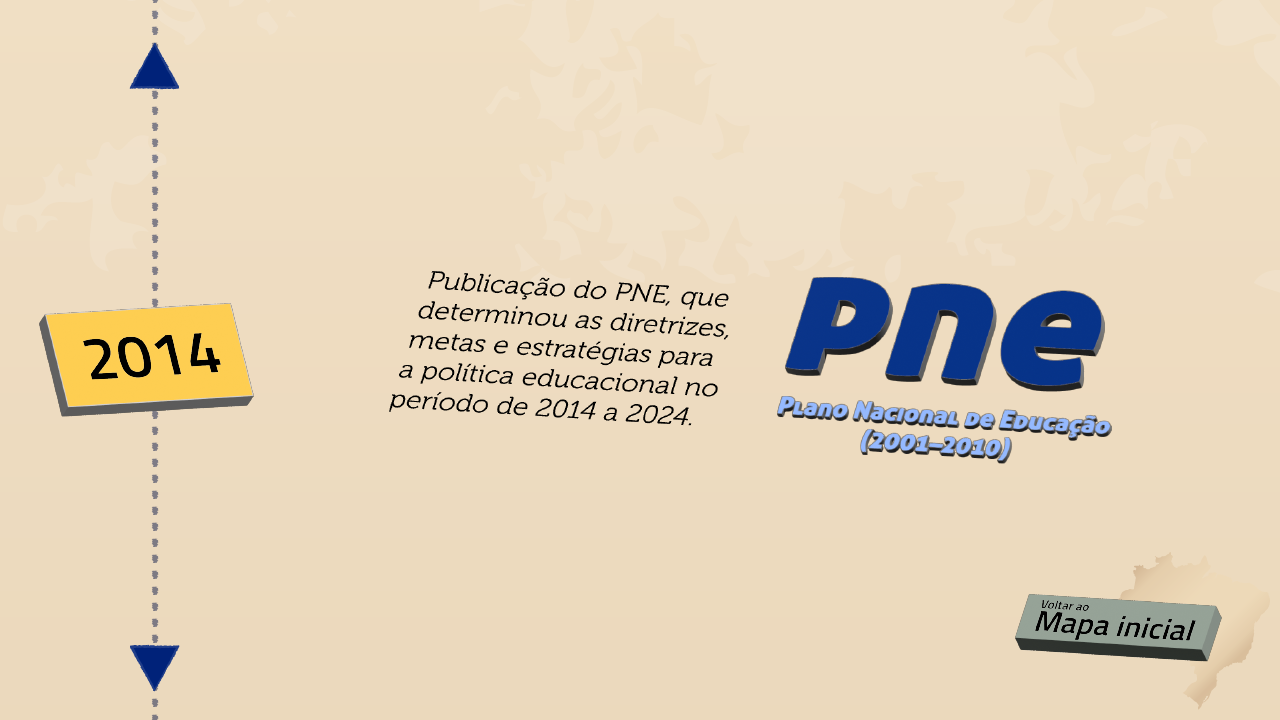 2014
Publicação do PNE, que
determinou as diretrizes,
metas e estratégias para
a política educacional no
período de 2014 a 2024.
pne
Plano Nacional de Educação
(2001–2010)
Voltar ao
Mapa inicial